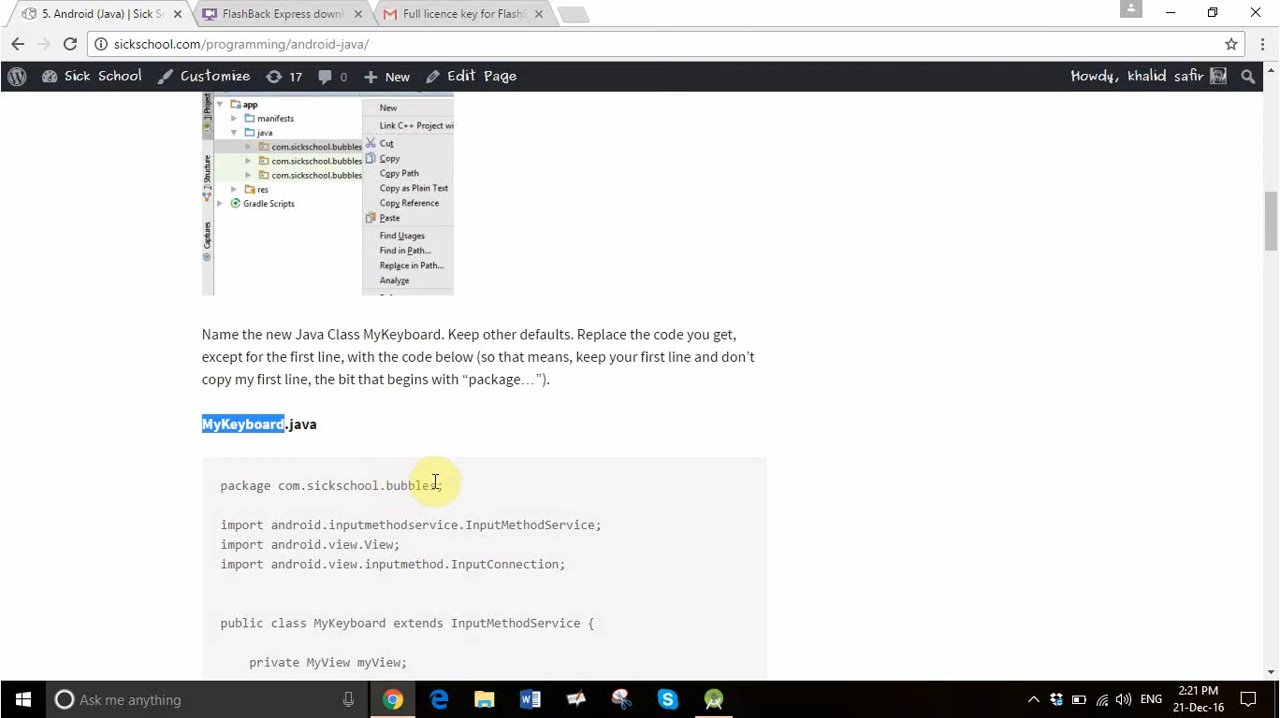 5. Android (Java) | Sick S
FlashBack Express down
Full licence key for Flash
sickschool.com/programming/android-java/
Sick School Customize 17 0 New Edit Page Howdy, khalid safir
1: Project
app
manifests
java
com.sickschool.bubbles
com.sickschool.bubbles
com.sickschool.bubbles
res
Gradle Scripts
Z: Structure
Captures
New
Link C++ Project wi
Cut
Copy
Copy Path
Copy as Plain Text
Copy Reference
Paste
Find Usages
Find in Path...
Replace in Path...
Analyze
Name the new Java Class MyKeyboard. Keep other defaults. Replace the code you get,
except for the first line, with the code below (so that means, keep your first line and don’t
copy my first line, the bit that begins with “package…”).
MyKeyboard.java
package com.sickschool.bubbles;
import android.inputmethodservice.InputMethodService;
import android.view.View;
import android.view.inputmethod.InputConnection;
public class MyKeyboard extends InputMethodService {
private MyView myView;
Ask me anything
ENG
2:21 PM
21-Dec-16